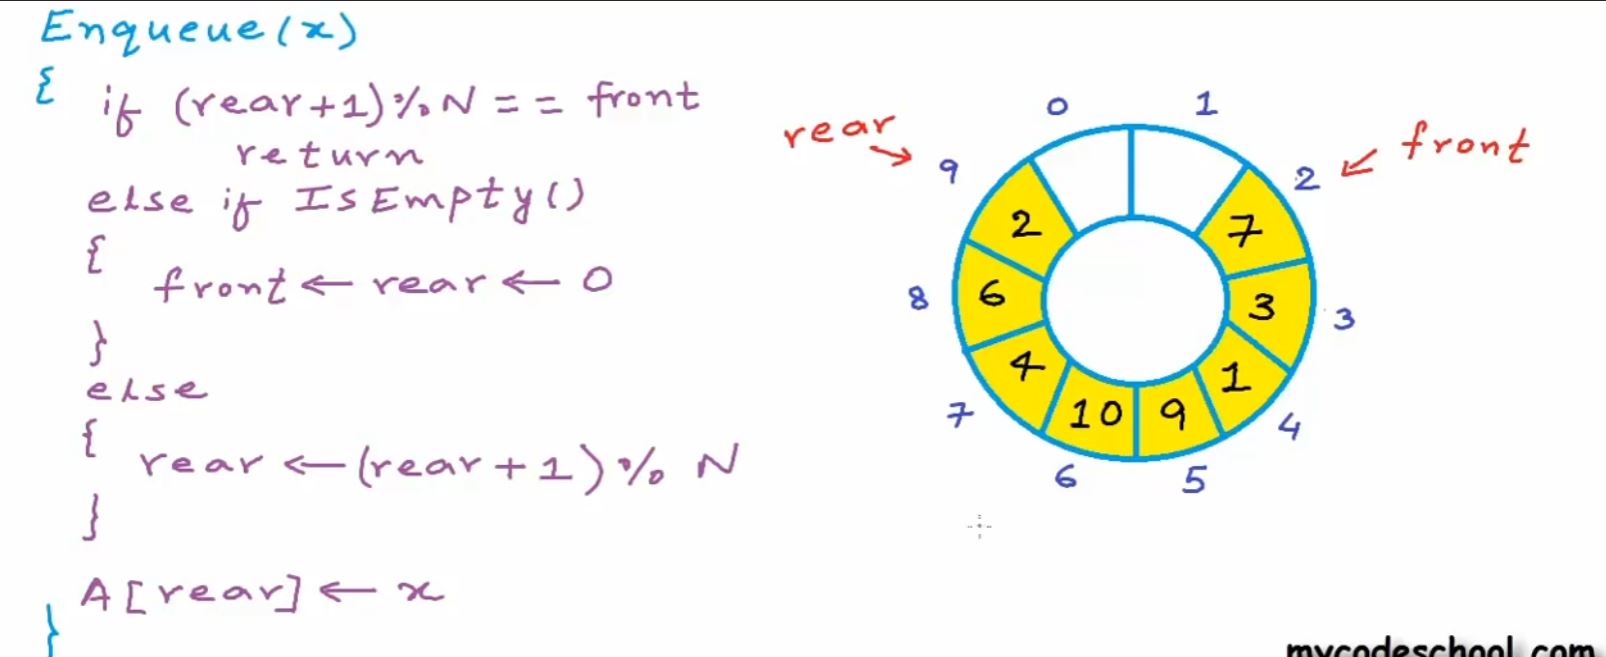 Enqueue(x)
{ if (rear+1)%N == front
return
else if IsEmpty()
{
front ← rear ← 0
}
else
{
rear ← (rear+1)% N
}
A[rear] ← x
}
0 1
rear → 9 2 ← front
2 7
8 6 3 3
4 1
7 10 9 4
6 5
mycodeschool.com